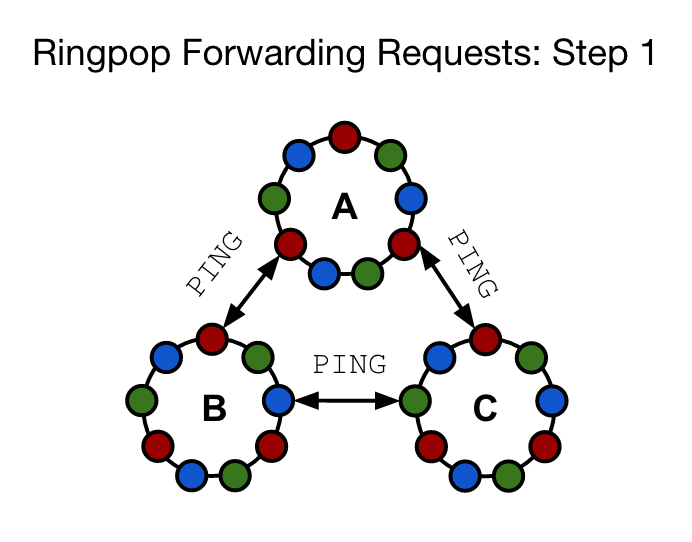 Ringpop Forwarding Requests: Step 1
A
PING
PING
PING
B
C